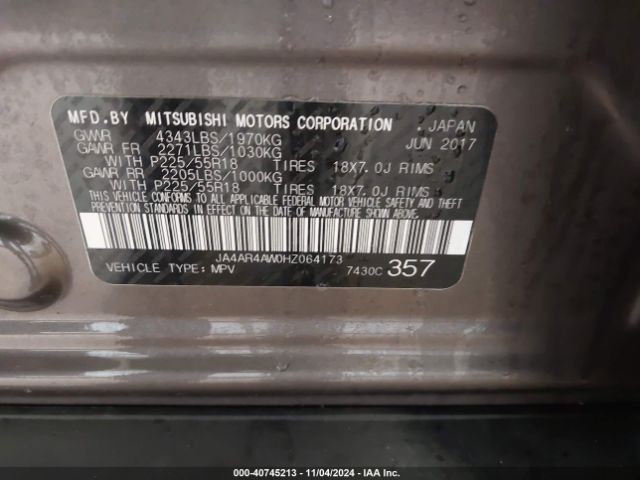 MFD. BY MITSUBISHI MOTORS CORPORATION . JAPAN
GVWR 4343LBS/1970KG JUN 2017
GAWR FR 2271LBS/1030KG
WITH P225/55R18 TIRES 18X7.0J RIMS
GAWR RR 2205LBS/1000KG
WITH P225/55R18 TIRES 18X7.0J RIMS
THIS VEHICLE CONFORMS TO ALL APPLICABLE FEDERAL MOTOR VEHICLE SAFETY AND THEFT
PREVENTION STANDARDS IN EFFECT ON THE DATE OF MANUFACTURE SHOWN ABOVE.
JA4AR4AW0HZ064173
VEHICLE TYPE: MPV 7430C 357
000-40745213 - 11/04/2024 - IAAI.CA